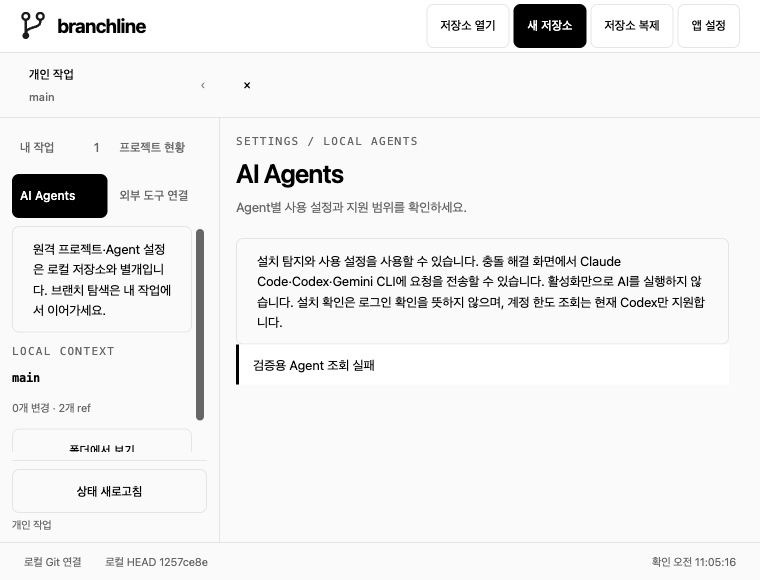 branchline
저장소 열기
새 저장소
저장소 복제
앱 설정
개인 작업
main
‹
×
내 작업 1
프로젝트 현황
AI Agents
외부 도구 연결
원격 프로젝트·Agent 설정
은 로컬 저장소와 별개입니
다. 브랜치 탐색은 내 작업에
서 이어가세요.
LOCAL CONTEXT
main
0개 변경 · 2개 ref
폴더에서 보기
상태 새로고침
개인 작업
SETTINGS / LOCAL AGENTS
AI Agents
Agent별 사용 설정과 지원 범위를 확인하세요.
설치 탐지와 사용 설정을 사용할 수 있습니다. 충돌 해결 화면에서 Claude
Code·Codex·Gemini CLI에 요청을 전송할 수 있습니다. 활성화만으로 AI를 실행하지 않
습니다. 설치 확인은 로그인 확인을 뜻하지 않으며, 계정 한도 조회는 현재 Codex만 지원합
니다.
검증용 Agent 조회 실패
로컬 Git 연결
로컬 HEAD 1257ce8e
확인 오전 11:05:16